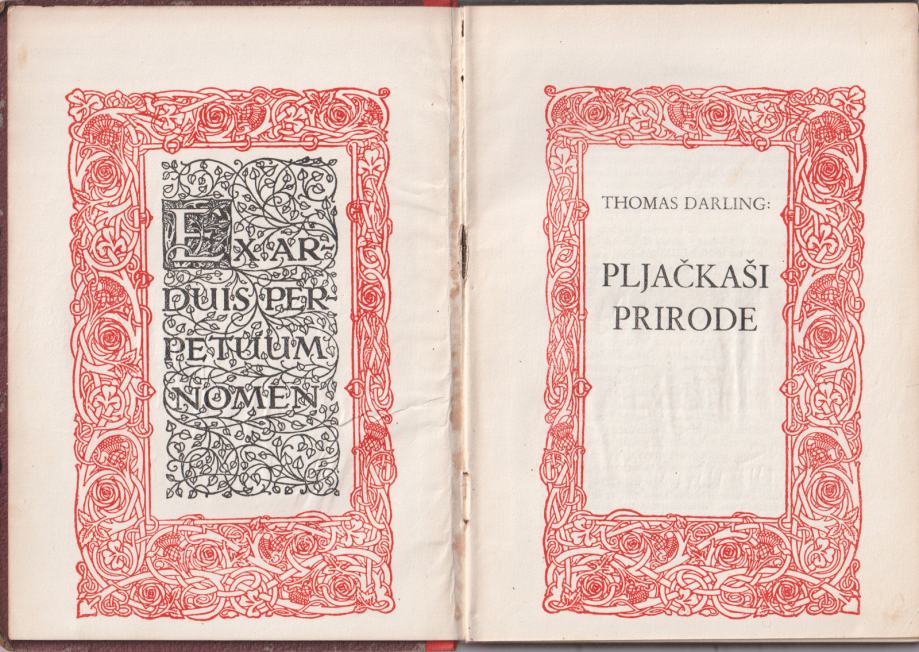 EX AR-
DUIS PER-
PETUUM
NOMEN
THOMAS DARLING:
PLJAČKAŠI
PRIRODE